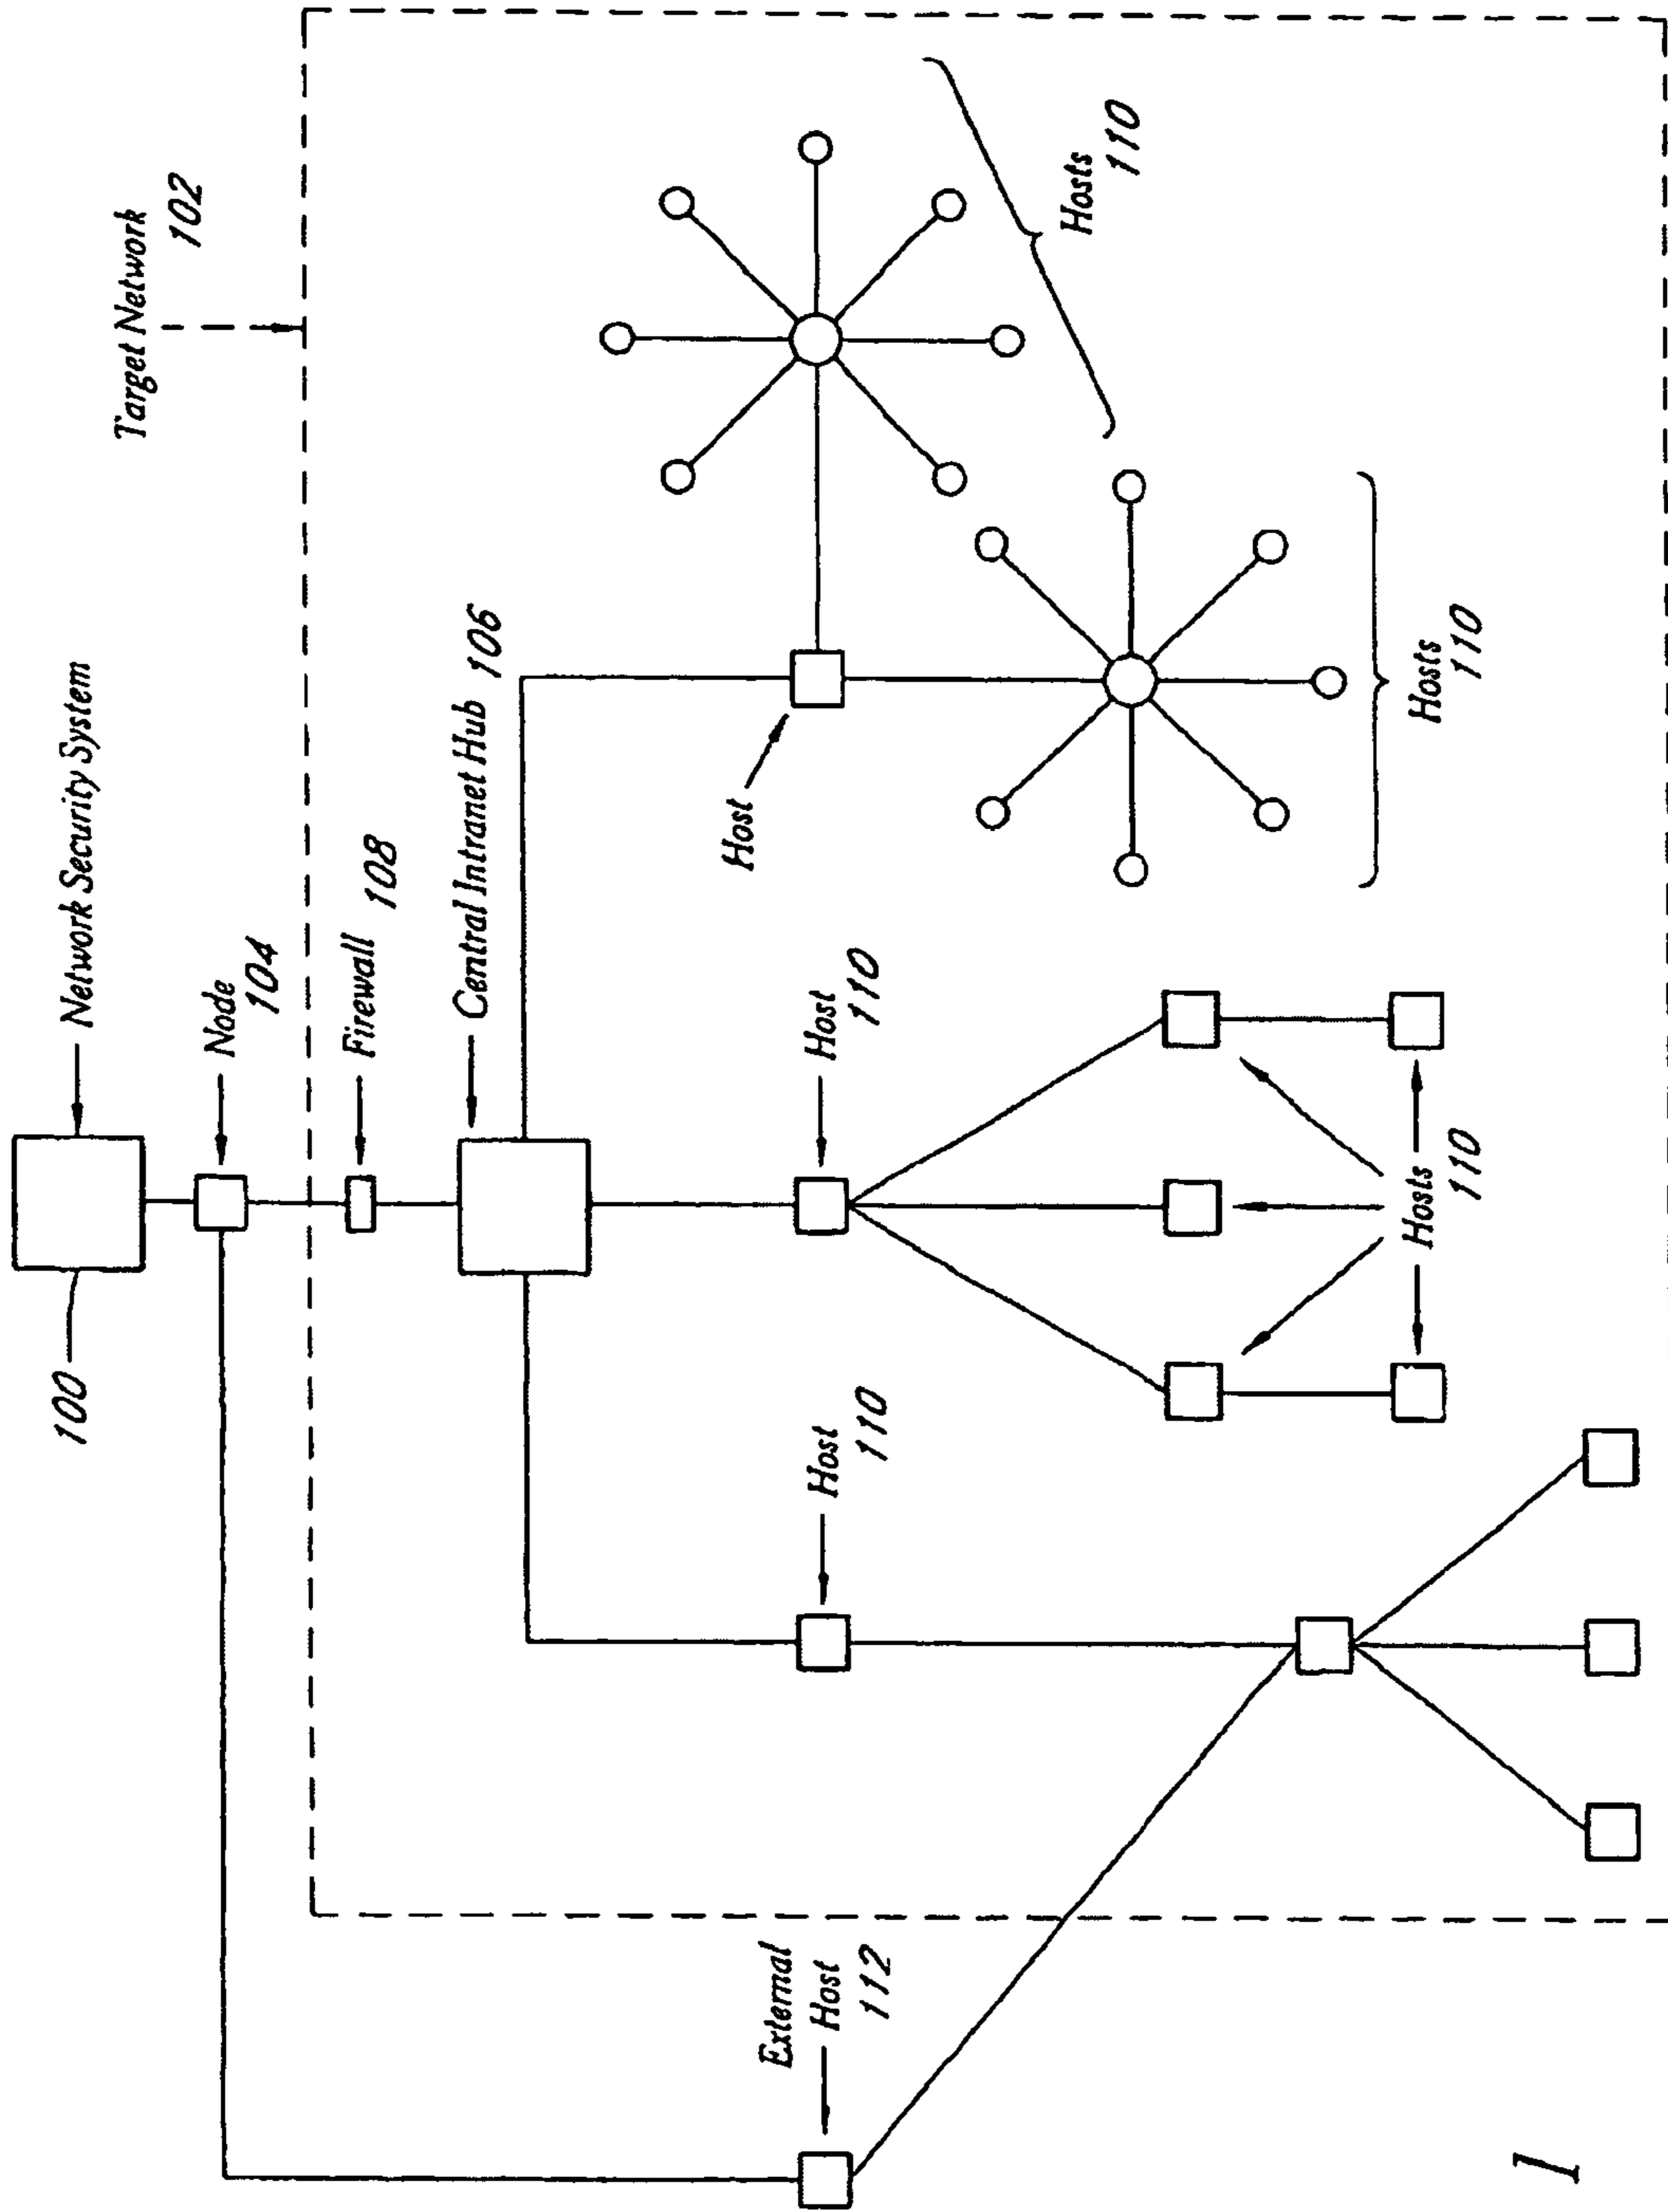 100
Network Security System
Node
104
Target Network
102
Firewall
108
Central Intranet Hub
106
External
Host
112
Host
110
Host
110
Host
Hosts
110
Hosts
110
Hosts
110
1